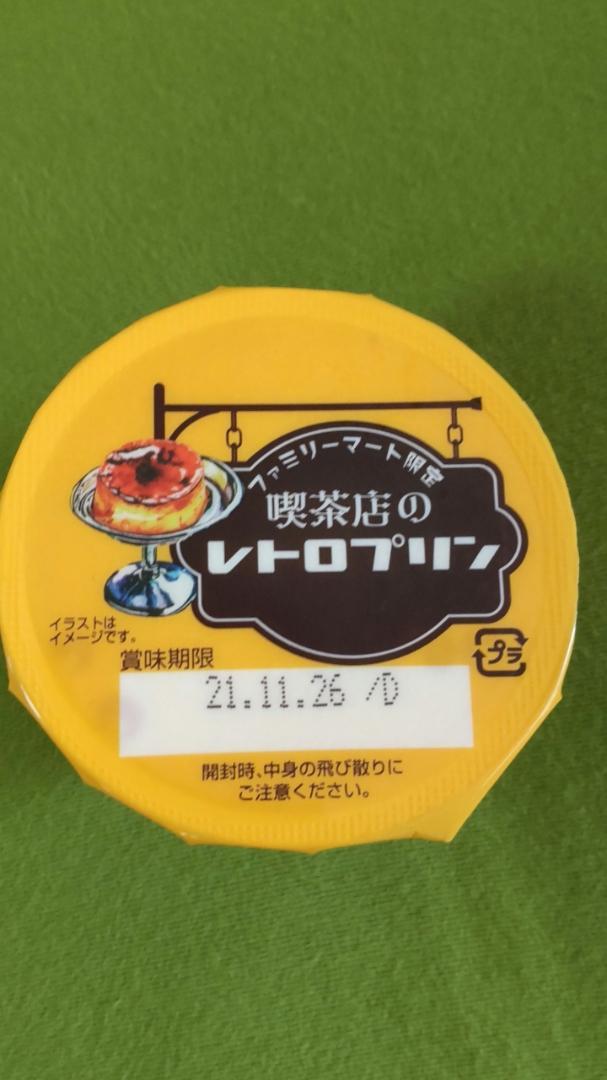 ファミリーマート限定
喫茶店の
レトロプリン
イラストは
イメージです。
プラ
賞味期限
21.11.26 /D
開封時、中身の飛び散りに
ご注意ください。